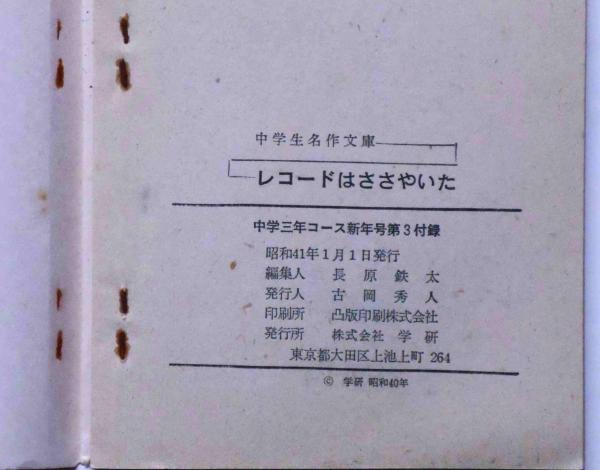 中学生名作文庫
レコードはささやいた
中学三年コース新年号第3付録
昭和41年1月1日発行
編集人 長原鉄太
発行人 古岡秀人
印刷所 凸版印刷株式会社
発行所 株式会社 学研
東京都大田区上池上町 264
© 学研 昭和40年